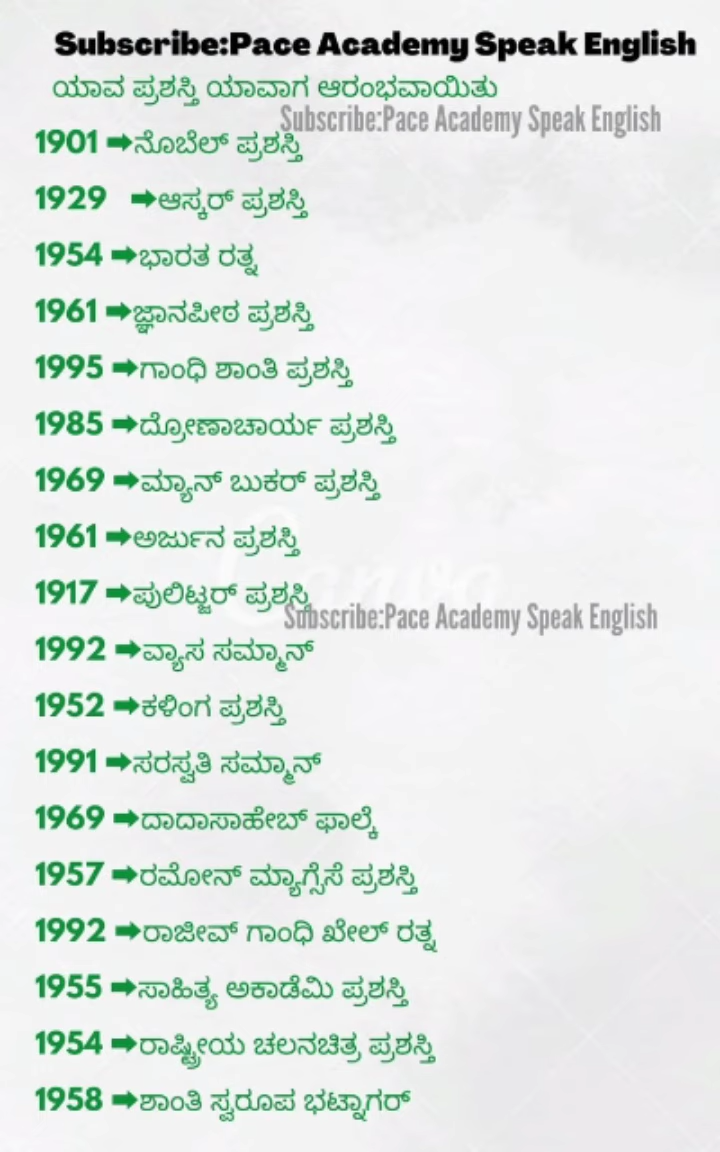 Subscribe:Pace Academy Speak English
ಯಾವ ಪ್ರಶಸ್ತಿ ಯಾವಾಗ ಆರಂಭವಾಯಿತು
Subscribe:Pace Academy Speak English
1901 ➡ನೊಬೆಲ್ ಪ್ರಶಸ್ತಿ
1929 ➡ಆಸ್ಕರ್ ಪ್ರಶಸ್ತಿ
1954 ➡ಭಾರತ ರತ್ನ
1961 ➡ಜ್ಞಾನಪೀಠ ಪ್ರಶಸ್ತಿ
1995 ➡ಗಾಂಧಿ ಶಾಂತಿ ಪ್ರಶಸ್ತಿ
1985 ➡ದ್ರೋಣಾಚಾರ್ಯ ಪ್ರಶಸ್ತಿ
1969 ➡ಮ್ಯಾನ್ ಬುಕರ್ ಪ್ರಶಸ್ತಿ
1961 ➡ಅರ್ಜುನ ಪ್ರಶಸ್ತಿ
Canva
1917 ➡ಪುಲಿಟ್ಜರ್ ಪ್ರಶಸ್ತಿ
Subscribe:Pace Academy Speak English
1992 ➡ವ್ಯಾಸ ಸಮ್ಮಾನ್
1952 ➡ಕಳಿಂಗ ಪ್ರಶಸ್ತಿ
1991 ➡ಸರಸ್ವತಿ ಸಮ್ಮಾನ್
1969 ➡ದಾದಾಸಾಹೇಬ್ ಫಾಲ್ಕೆ
1957 ➡ರಮೋನ್ ಮ್ಯಾಗ್ಸೆಸೆ ಪ್ರಶಸ್ತಿ
1992 ➡ರಾಜೀವ್ ಗಾಂಧಿ ಖೇಲ್ ರತ್ನ
1955 ➡ಸಾಹಿತ್ಯ ಅಕಾಡೆಮಿ ಪ್ರಶಸ್ತಿ
1954 ➡ರಾಷ್ಟ್ರೀಯ ಚಲನಚಿತ್ರ ಪ್ರಶಸ್ತಿ
1958 ➡ಶಾಂತಿ ಸ್ವರೂಪ ಭಟ್ನಾಗರ್